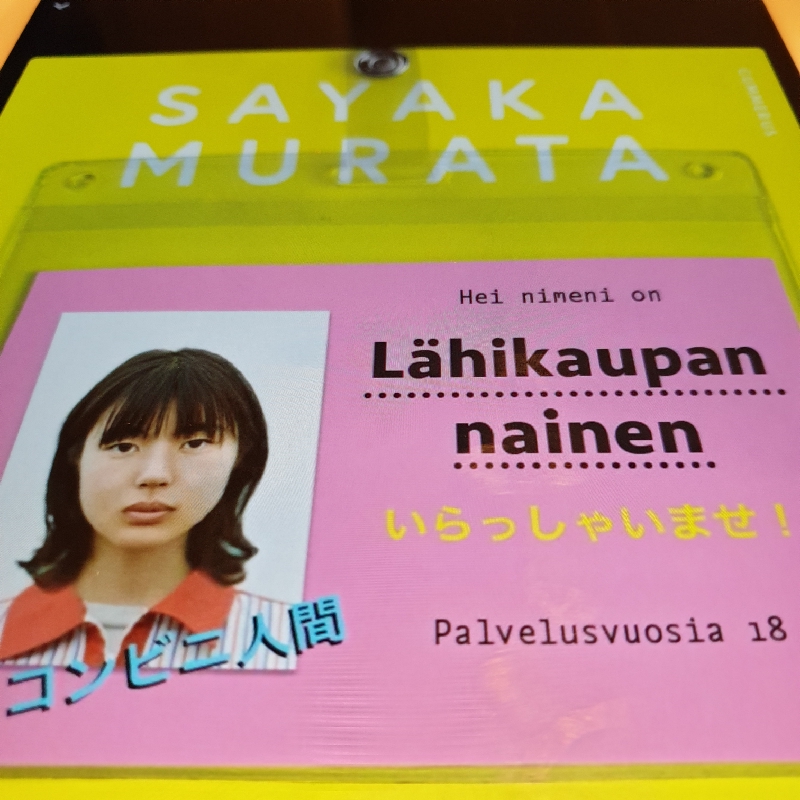 SAYAKA
MURATA
GUMMERUS
Hei nimeni on
Lähikaupan
nainen
いらっしゃいませ！
Palvelusvuosia 18
コンビニ人間